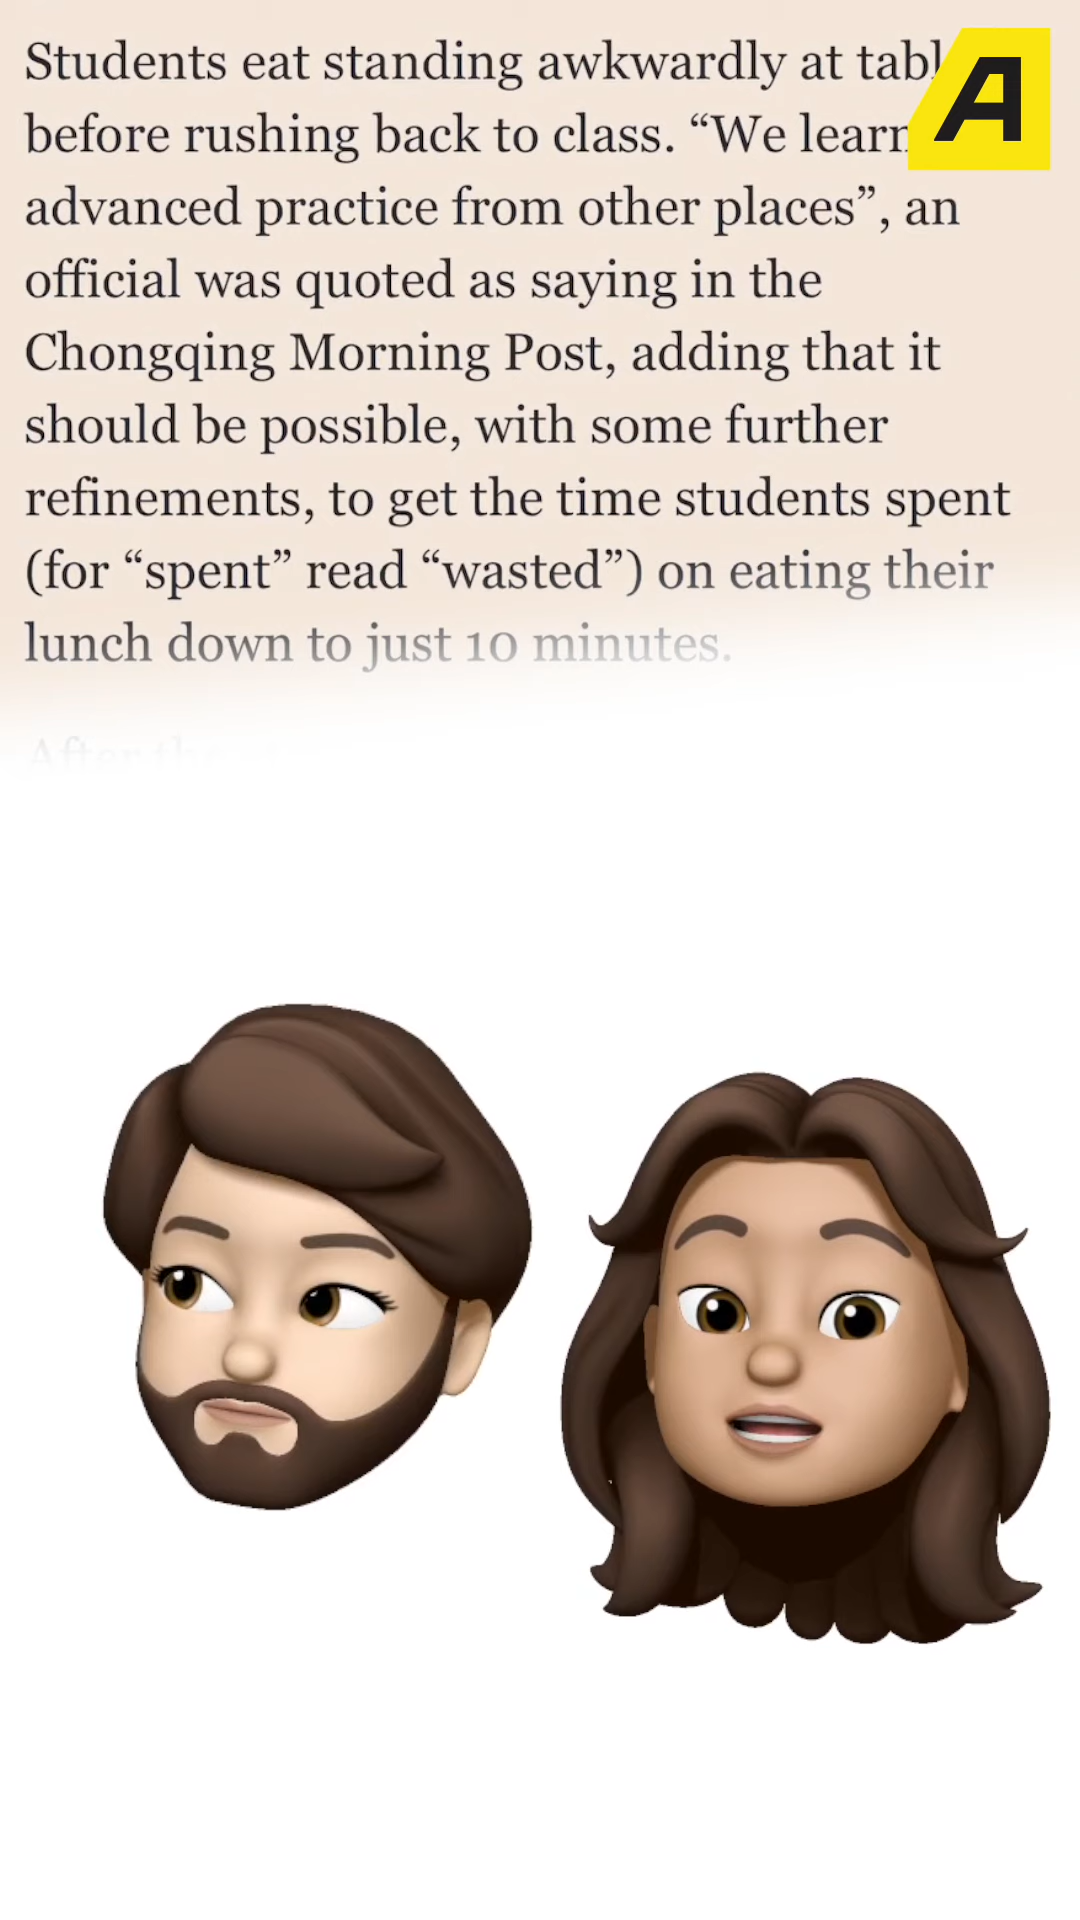 Students eat standing awkwardly at
before rushing back to class. “We
advanced practice from other places”, an
official was quoted as saying in the
Chongqing Morning Post, adding that it
should be possible, with some further
refinements, to get the time students spent
(for “spent” read “wasted”) on eating their
lunch down to just 10 minutes.
After
A